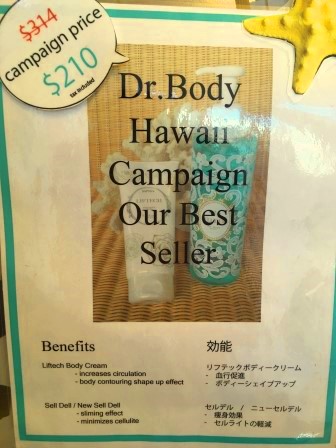 $314
campaign price
$210
tax included
Dr.Body
Hawaii
Campaign
Our Best
Seller
LIFTECH
Benefits
Liftech Body Cream
- increases circulation
- body contouring shape up effect
Sell Dell / New Sell Dell
- sliming effect
- minimizes cellulite
効能
リフテックボディークリーム
- 血行促進
- ボディーシェイプアップ
セルデル / ニューセルデル
- 痩身効果
- セルライトの軽減